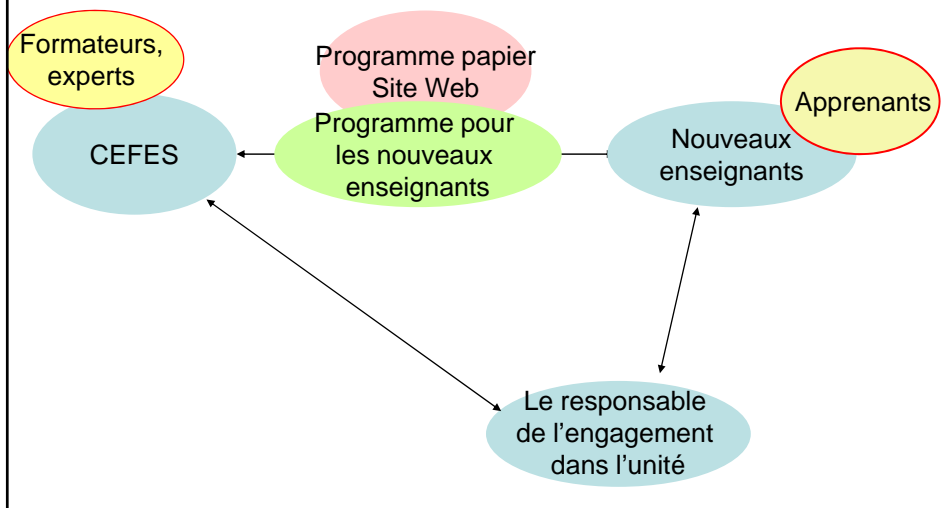 Formateurs,
experts
Programme papier
Site Web
Apprenants
CEFES
Programme pour
les nouveaux
enseignants
Nouveaux
enseignants
Le responsable
de l’engagement
dans l’unité